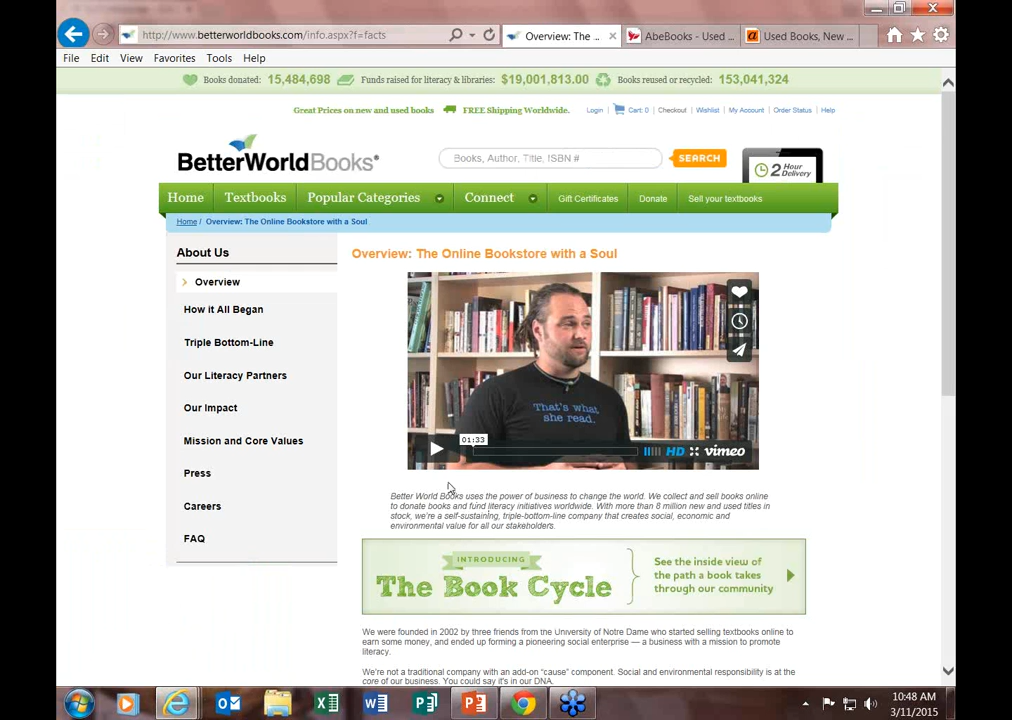 http://www.betterworldbooks.com/info.aspx?f=facts
Overview: The ...
AbeBooks - Used ...
Used Books, New ...
File Edit View Favorites Tools Help
Books donated: 15,484,698 Funds raised for literacy & libraries: $19,001,813.00 Books reused or recycled: 153,041,324
Great Prices on new and used books FREE Shipping Worldwide. Login Cart: 0 | Checkout | Wishlist | My Account | Order Status | Help
BetterWorldBooks®
Books, Author, Title, ISBN #
SEARCH
2 Hour
Delivery
Home Textbooks Popular Categories Connect Gift Certificates Donate Sell your textbooks
Home / Overview: The Online Bookstore with a Soul
About Us
Overview
How it All Began
Triple Bottom-Line
Our Literacy Partners
Our Impact
Mission and Core Values
Press
Careers
FAQ
Overview: The Online Bookstore with a Soul
That's what
she read.
01:33
HD vimeo
Better World Books uses the power of business to change the world. We collect and sell books online
to donate books and fund literacy initiatives worldwide. With more than 8 million new and used titles in
stock, we're a self-sustaining, triple-bottom-line company that creates social, economic and
environmental value for all our stakeholders.
INTRODUCING
The Book Cycle
See the inside view of
the path a book takes
through our community
We were founded in 2002 by three friends from the University of Notre Dame who started selling textbooks online to
earn some money, and ended up forming a pioneering social enterprise — a business with a mission to promote
literacy.
We're not a traditional company with an add-on "cause" component. Social and environmental responsibility is at the
core of our business. You could say it's in our DNA.
10:48 AM
3/11/2015